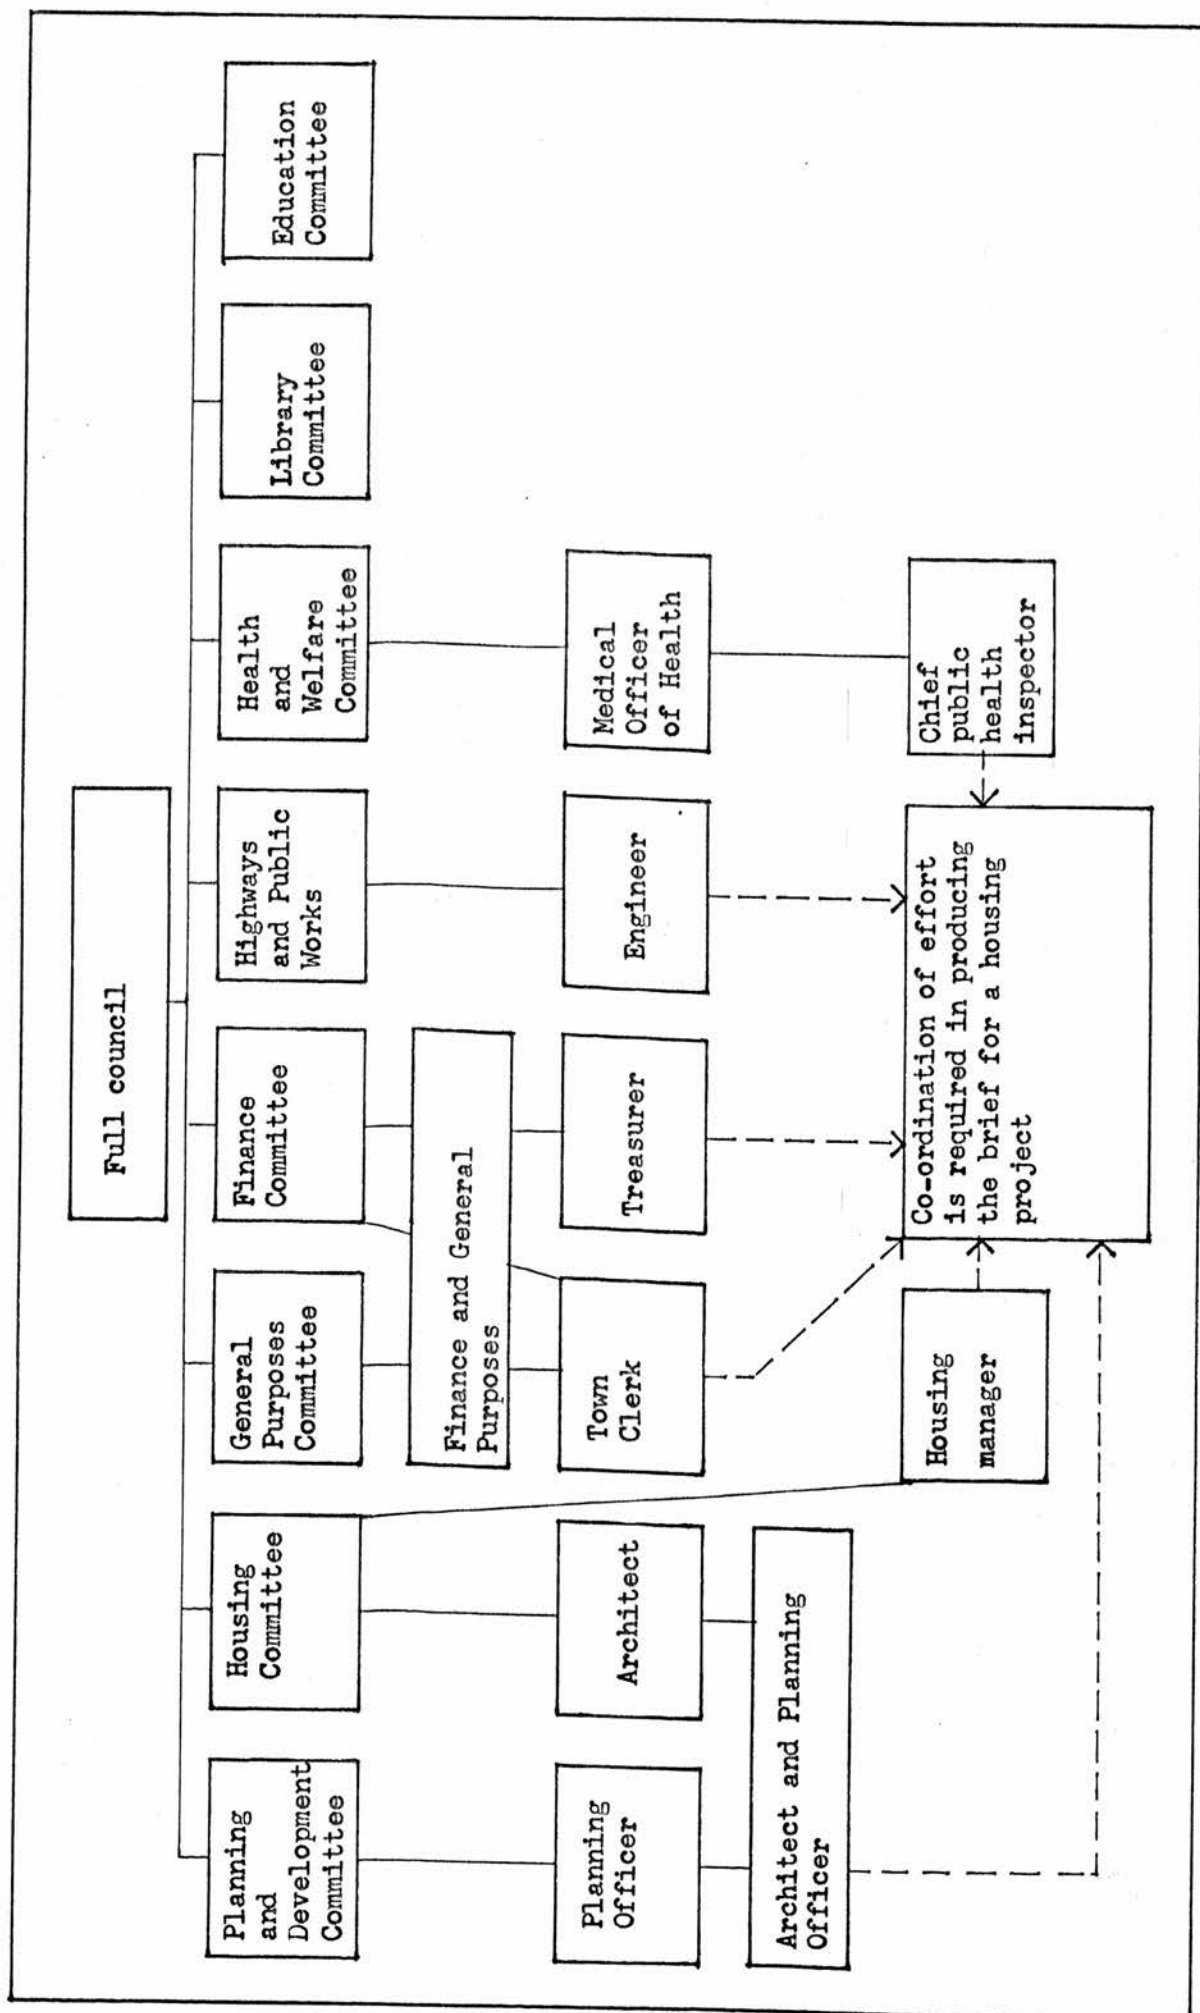 Full council
Planning
and
Development
Committee
Housing
Committee
General
Purposes
Committee
Finance
Committee
Highways
and Public
Works
Health
and
Welfare
Committee
Library
Committee
Education
Committee
Finance and General
Purposes
Planning
Officer
Architect
Town
Clerk
Treasurer
Engineer
Medical
Officer
of Health
Architect and Planning
Officer
Housing
manager
Co-ordination of effort
is required in producing
the brief for a housing
project
Chief
public
health
inspector